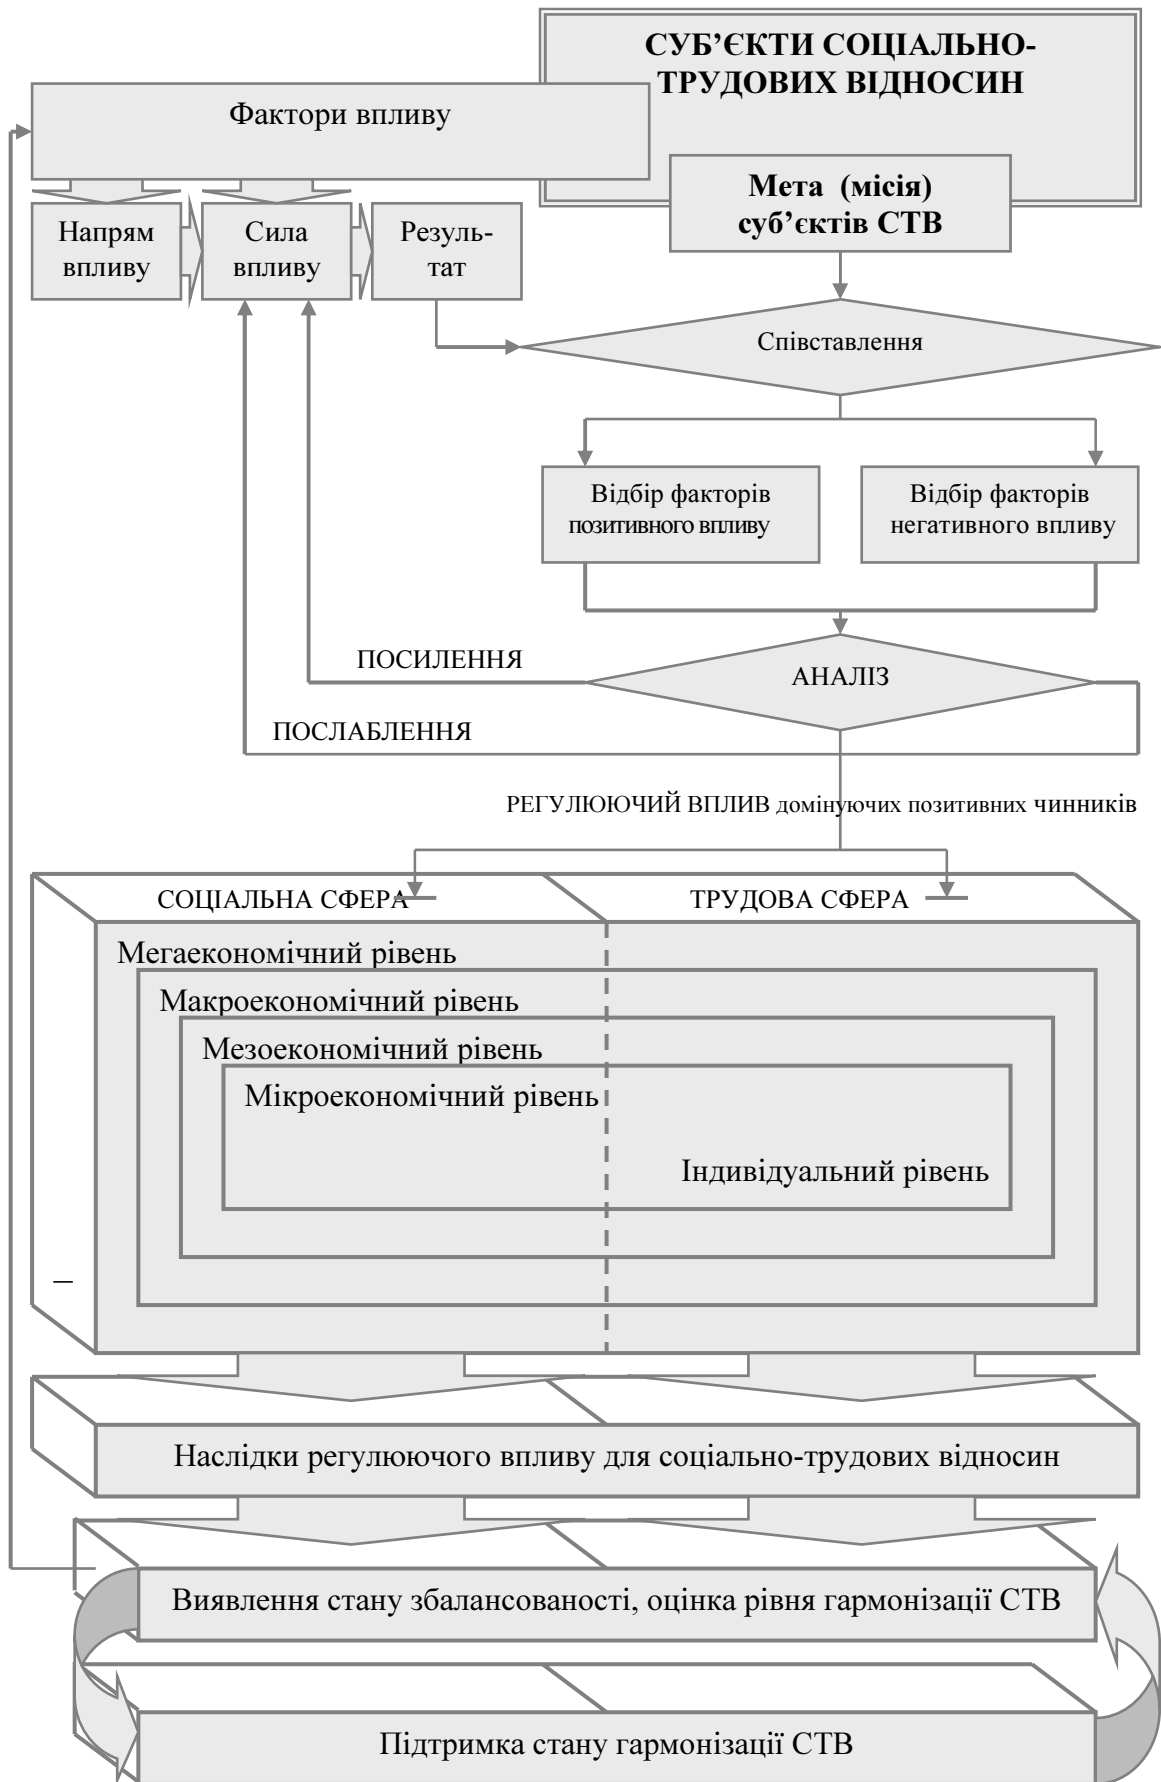 СУБ’ЄКТИ СОЦІАЛЬНО-
ТРУДОВИХ ВІДНОСИН
Фактори впливу
Мета (місія)
суб’єктів СТВ
Напрям
впливу
Сила
впливу
Резуль-
тат
Співставлення
Відбір факторів
позитивного впливу
Відбір факторів
негативного впливу
ПОСИЛЕННЯ
АНАЛІЗ
ПОСЛАБЛЕННЯ
РЕГУЛЮЮЧИЙ ВПЛИВ домінуючих позитивних чинників
СОЦІАЛЬНА СФЕРА
ТРУДОВА СФЕРА
Мегаекономічний рівень
Макроекономічний рівень
Мезоекономічний рівень
Мікроекономічний рівень
Індивідуальний рівень
Наслідки регулюючого впливу для соціально-трудових відносин
Виявлення стану збалансованості, оцінка рівня гармонізації СТВ
Підтримка стану гармонізації СТВ